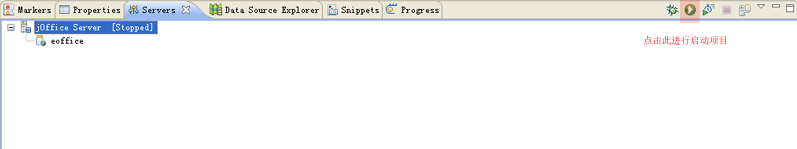 Markers Properties Servers Data Source Explorer Snippets Progress
jOffice Server [Stopped]
eoffice
点击此进行启动项目